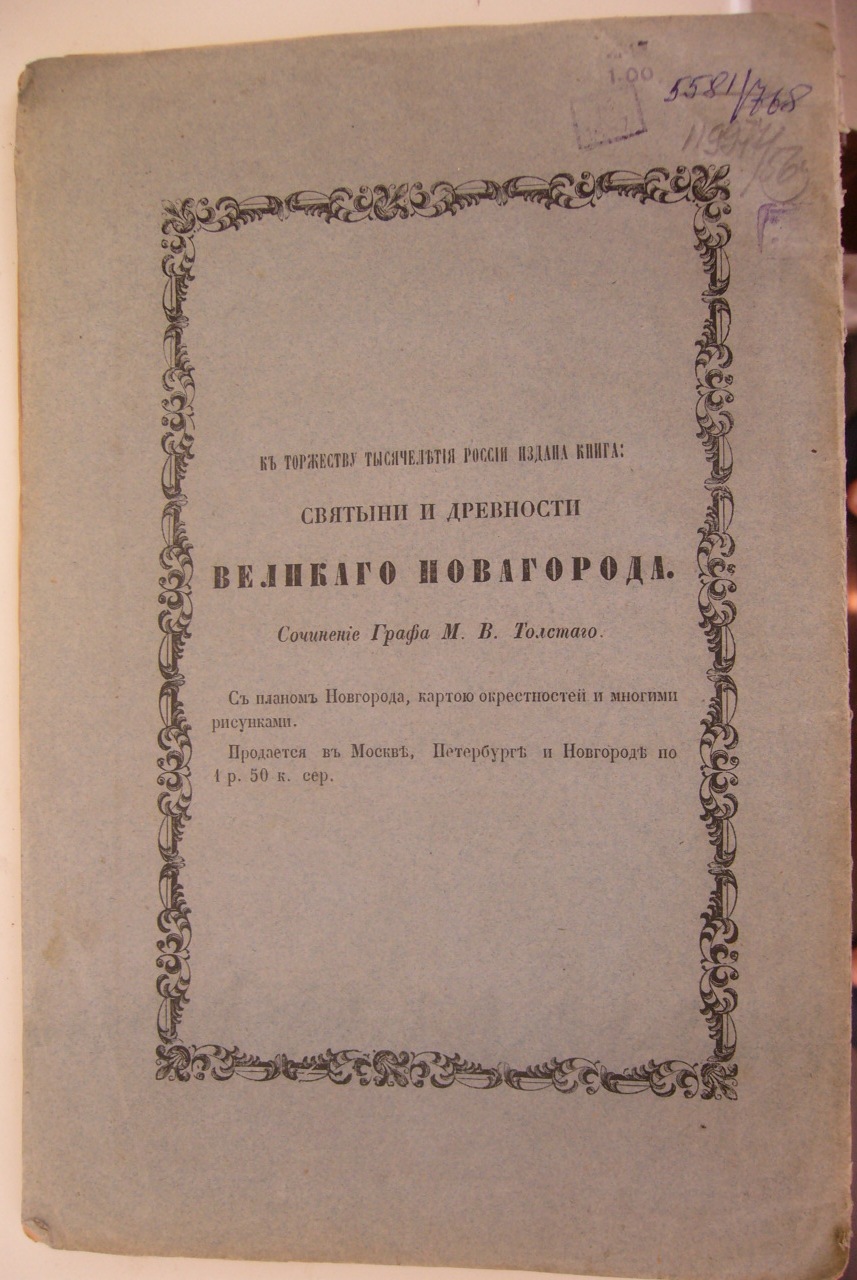 1.00
5581/768
КЪ ТОРЖЕСТВУ ТЫСЯЧЕЛѢТІЯ РОССІИ ИЗДАНА КНИГА:
СВЯТЫНИ И ДРЕВНОСТИ
ВЕЛИКАГО НОВАГОРОДА.
Сочиненіе Графа М. В. Толстаго.
Съ планомъ Новгорода, картою окрестностей и многими
рисунками.
Продается въ Москвѣ, Петербургѣ и Новгородѣ по
1 р. 50 к. сер.